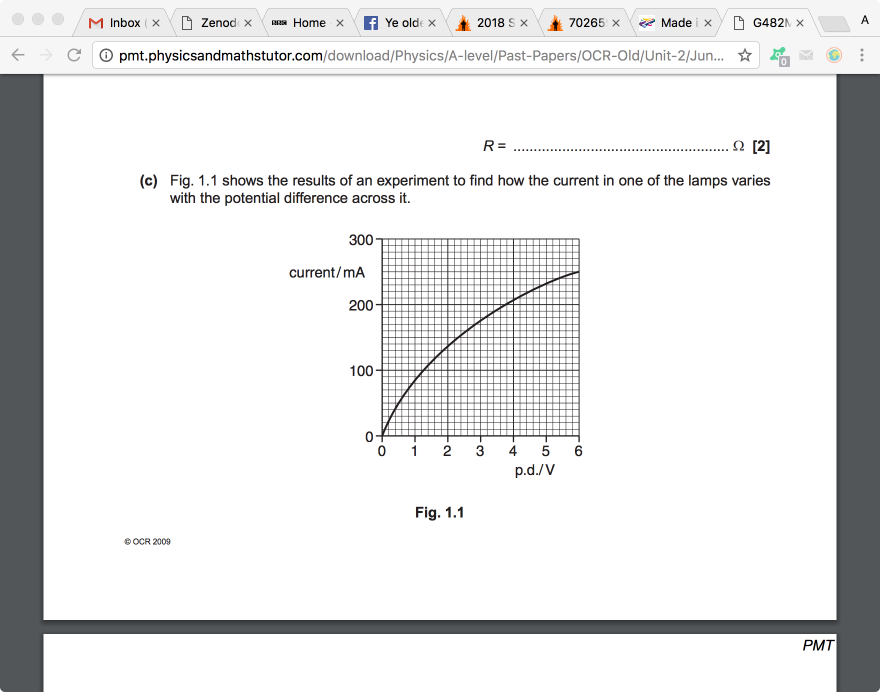 Inbox (
Zenod
Home
Ye olde
2018 S
70265
Made i
G482M
A
pmt.physicsandmathstutor.com/download/Physics/A-level/Past-Papers/OCR-Old/Unit-2/Jun...
0
R = ..................................................... Ω [2]
(c) Fig. 1.1 shows the results of an experiment to find how the current in one of the lamps varies
with the potential difference across it.
300
current/mA
200
100
0
0 1 2 3 4 5 6
p.d./V
Fig. 1.1
© OCR 2009
PMT